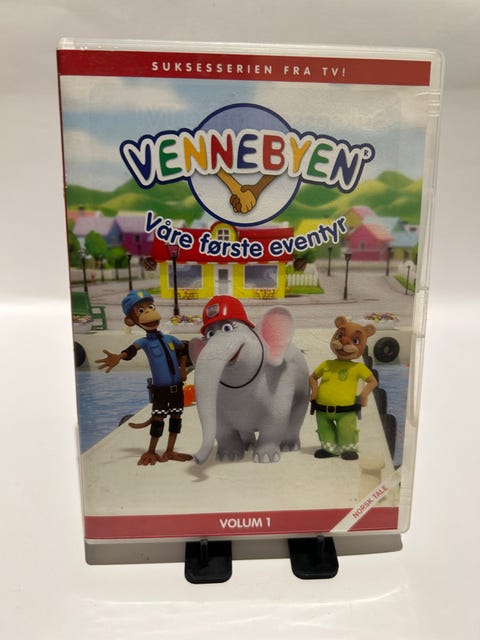 SUKSESSERIEN FRA TV!
VENNEBYEN®
Våre første eventyr
VOLUM 1
NORSK TALE